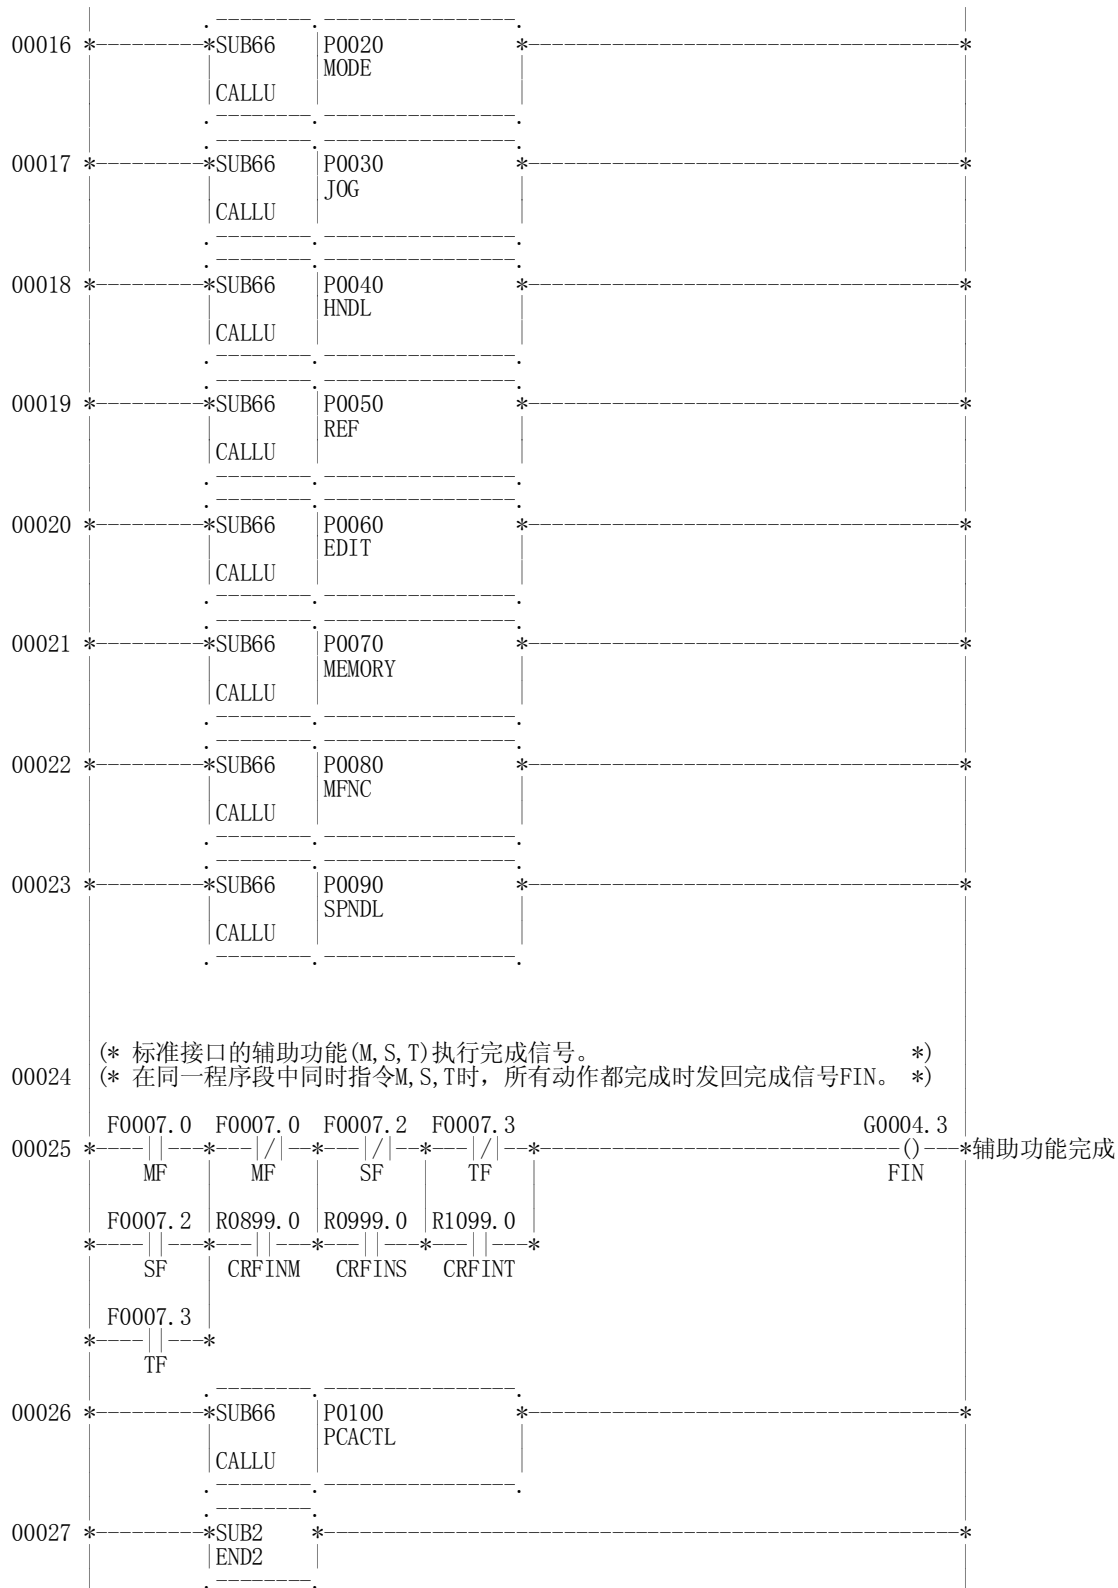 00016 SUB66 P0020
MODE
CALLU
00017 SUB66 P0030
JOG
CALLU
00018 SUB66 P0040
HNDL
CALLU
00019 SUB66 P0050
REF
CALLU
00020 SUB66 P0060
EDIT
CALLU
00021 SUB66 P0070
MEMORY
CALLU
00022 SUB66 P0080
MFNC
CALLU
00023 SUB66 P0090
SPNDL
CALLU
(* 标准接口的辅助功能(M,S,T)执行完成信号。 *)
00024 (* 在同一程序段中同时指令M,S,T时，所有动作都完成时发回完成信号FIN。 *)
F0007.0 F0007.0 F0007.2 F0007.3 G0004.3
00025 辅助功能完成
MF MF SF TF FIN
F0007.2 R0899.0 R0999.0 R1099.0
SF CRFINM CRFINS CRFINT
F0007.3
TF
00026 SUB66 P0100
PCACTL
CALLU
00027 SUB2
END2